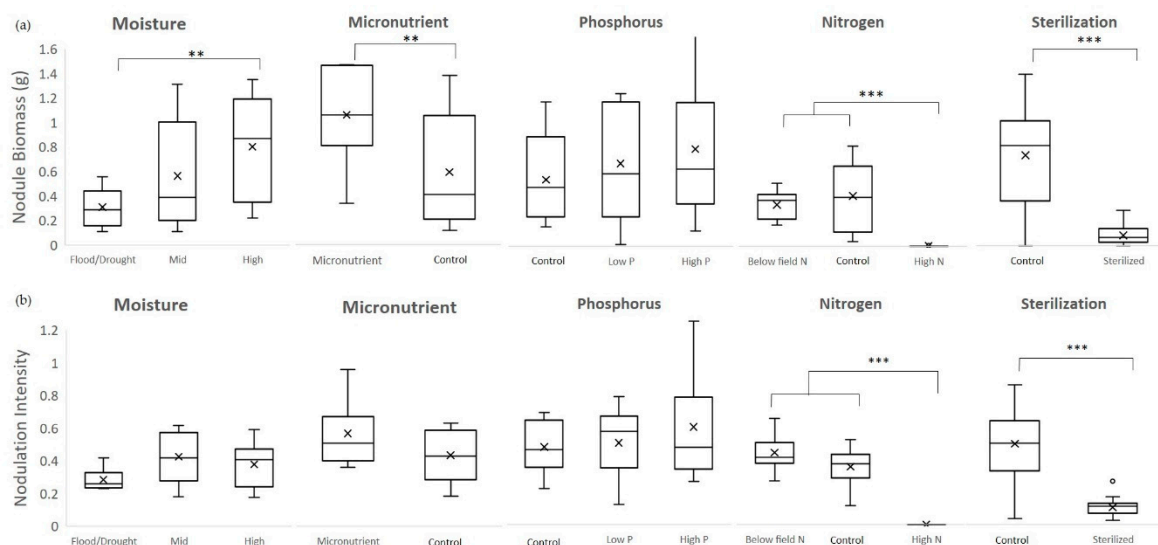 (a)
Moisture Micronutrient Phosphorus Nitrogen Sterilization
** ** *** ***
Nodule Biomass (g)
1.6
1.4
1.2
1
0.8
0.6
0.4
0.2
0
Flood/Drought Mid High Micronutrient Control Control Low P High P Below field N Control High N Control Sterilized
(b)
Moisture Micronutrient Phosphorus Nitrogen Sterilization
*** ***
Nodulation Intensity
1.2
1
0.8
0.6
0.4
0.2
0
Flood/Drought Mid High Micronutrient Control Control Low P High P Below field N Control High N Control Sterilized